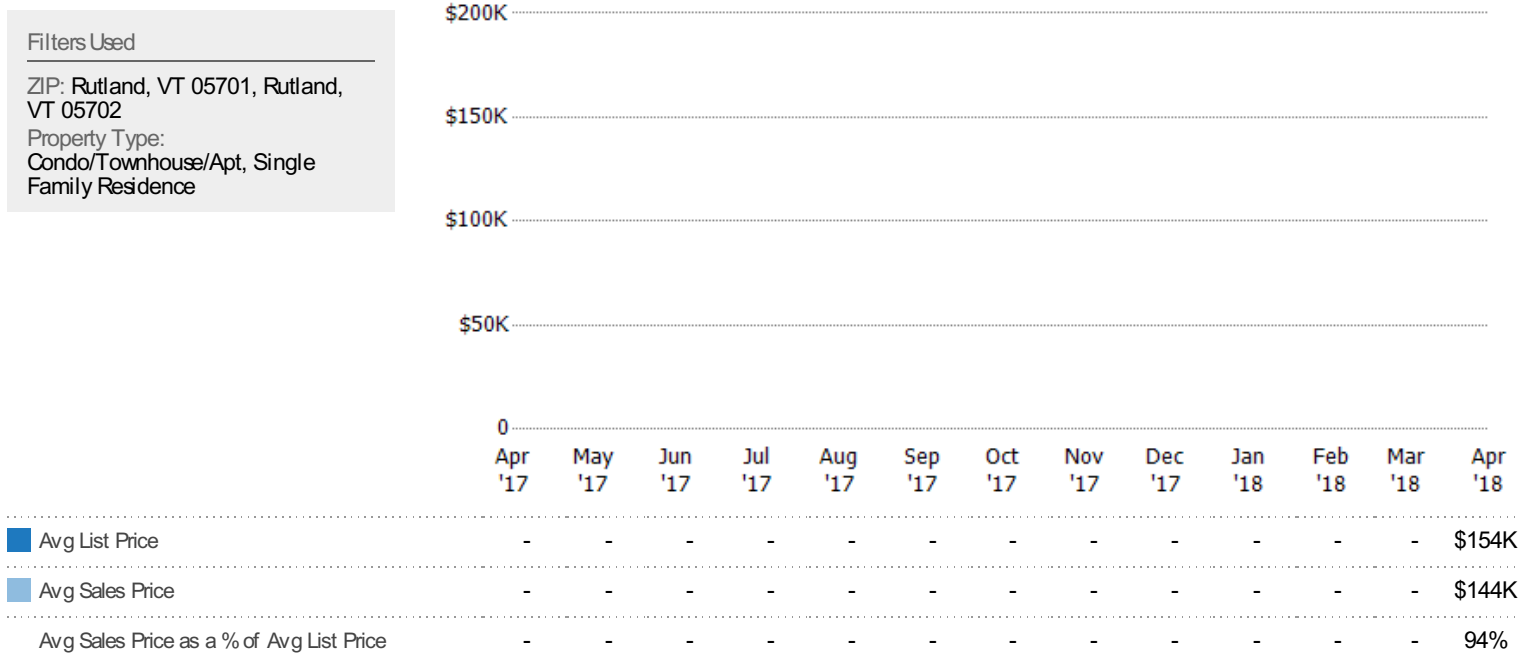 Filters Used
ZIP: Rutland, VT 05701, Rutland,
VT 05702
Property Type:
Condo/Townhouse/Apt, Single
Family Residence
$200K
$150K
$100K
$50K
0
Apr May Jun Jul Aug Sep Oct Nov Dec Jan Feb Mar Apr
'17 '17 '17 '17 '17 '17 '17 '17 '17 '18 '18 '18 '18
Avg List Price - - - - - - - - - - - - $154K
Avg Sales Price - - - - - - - - - - - - $144K
Avg Sales Price as a % of Avg List Price - - - - - - - - - - - - 94%